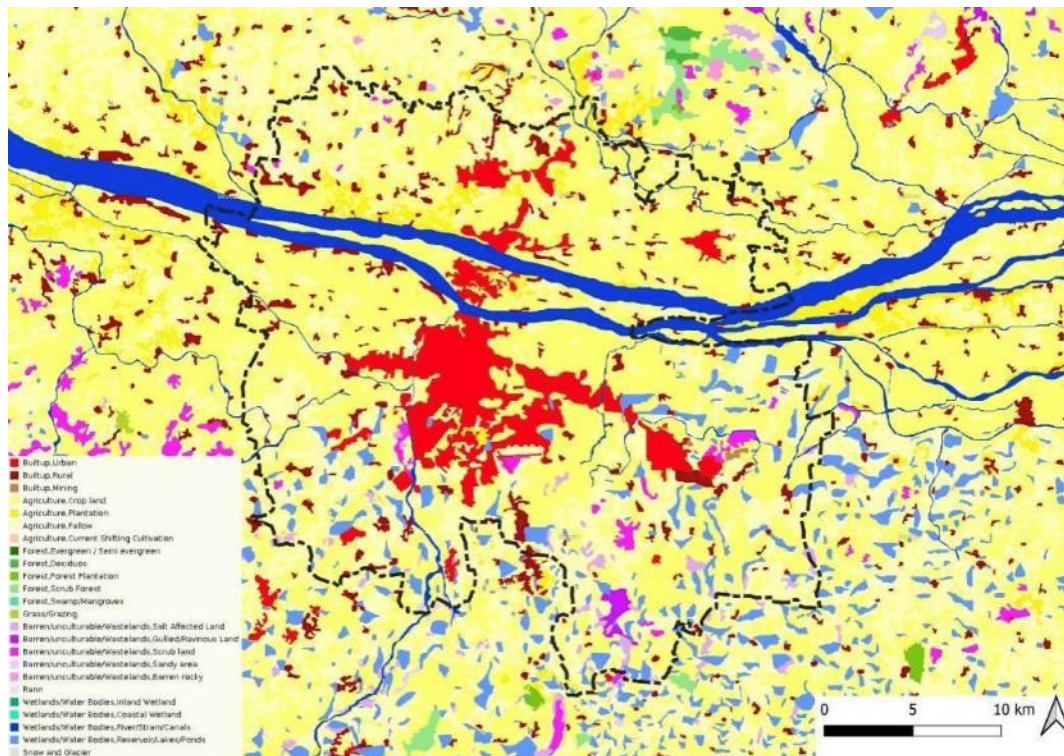 Builtup,Urban
Builtup,Rural
Builtup,Mining
Agriculture,Crop land
Agriculture,Plantation
Agriculture,Fallow
Agriculture,Current Shifting Cultivation
Forest,Evergreen / Semi evergreen
Forest,Deciduos
Forest,Forest Plantation
Forest,Scrub Forest
Forest,Swamp/Mangroves
Grass/Grazing
Barren/unculturable/Wastelands,Salt Affected Land
Barren/unculturable/Wastelands,Gullied/Ravinous Land
Barren/unculturable/Wastelands,Scrub land
Barren/unculturable/Wastelands,Sandy area
Barren/unculturable/Wastelands,Barren rocky
Rann
Wetlands/Water Bodies,Inland Wetland
Wetlands/Water Bodies,Coastal Wetland
Wetlands/Water Bodies,River/Stram/Canals
Wetlands/Water Bodies,Reservoir/Lakes/Ponds
Snow and Glacier
0 5 10 km